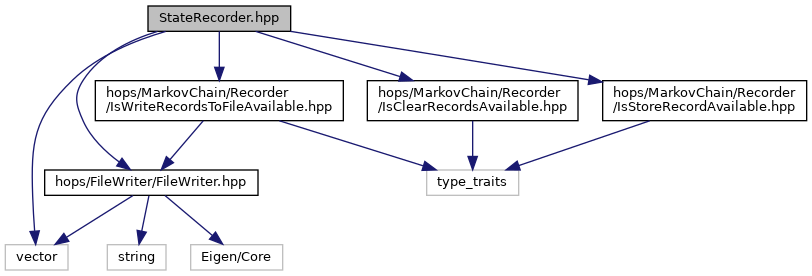 StateRecorder.hpp
hops/MarkovChain/Recorder
/IsWriteRecordsToFileAvailable.hpp
hops/MarkovChain/Recorder
/IsClearRecordsAvailable.hpp
hops/MarkovChain/Recorder
/IsStoreRecordAvailable.hpp
hops/FileWriter/FileWriter.hpp
type_traits
vector
string
Eigen/Core